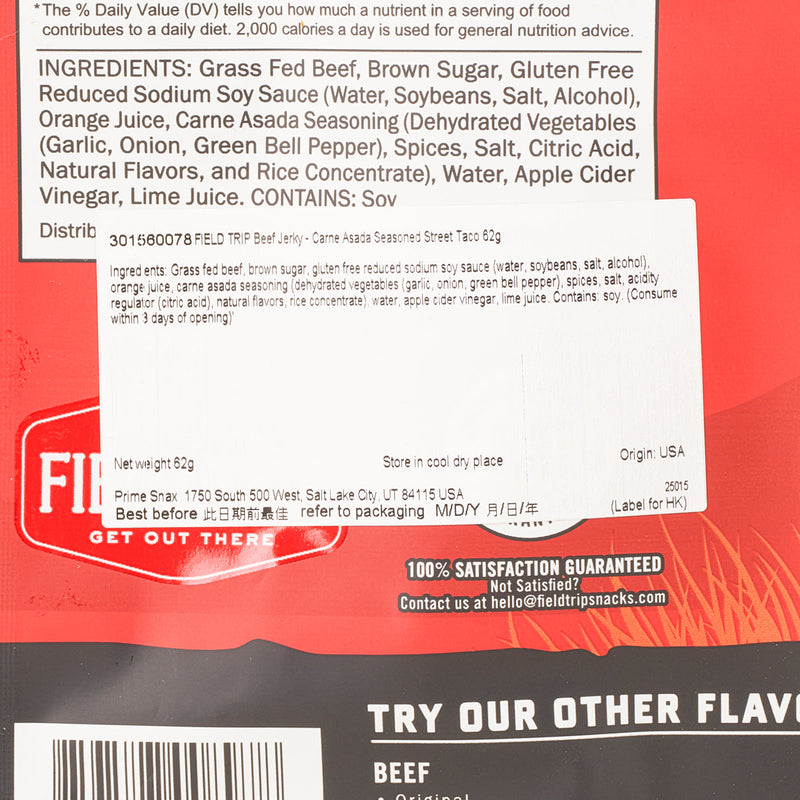 *The % Daily Value (DV) tells you how much a nutrient in a serving of food
contributes to a daily diet. 2,000 calories a day is used for general nutrition advice.
INGREDIENTS: Grass Fed Beef, Brown Sugar, Gluten Free
Reduced Sodium Soy Sauce (Water, Soybeans, Salt, Alcohol),
Orange Juice, Carne Asada Seasoning (Dehydrated Vegetables
(Garlic, Onion, Green Bell Pepper), Spices, Salt, Citric Acid,
Natural Flavors, and Rice Concentrate), Water, Apple Cider
Vinegar, Lime Juice. CONTAINS: Soy
Distrib
301560078 FIELD TRIP Beef Jerky - Carne Asada Seasoned Street Taco 62g
Ingredients: Grass fed beef, brown sugar, gluten free reduced sodium soy sauce (water, soybeans, salt, alcohol),
orange juice, carne asada seasoning (dehydrated vegetables (garlic, onion, green bell pepper), spices, salt, acidity
regulator (citric acid), natural flavors, rice concentrate), water, apple cider vinegar, lime juice. Contains: soy. (Consume
within 3 days of opening)'
Net weight 62g Store in cool dry place Origin: USA
Prime Snax 1750 South 500 West, Salt Lake City, UT 84115 USA 25015
Best before 此日期前最佳 refer to packaging M/D/Y 月/日/年 (Label for HK)
FIE
GET OUT THERE
100% SATISFACTION GUARANTEED
Not Satisfied?
Contact us at hello@fieldtripsnacks.com
TRY OUR OTHER FLAVO
BEEF
• Original